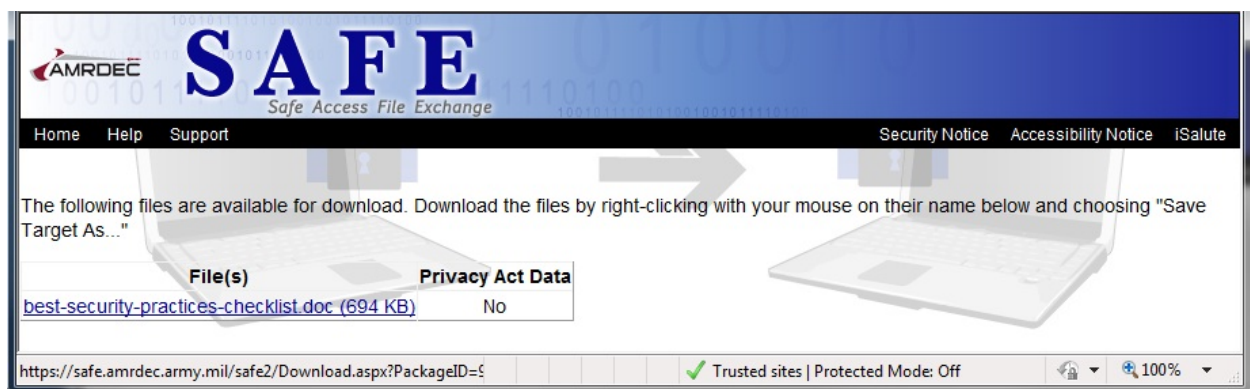 AMRDEC
SAFE
Safe Access File Exchange
Home Help Support Security Notice Accessibility Notice iSalute
The following files are available for download. Download the files by right-clicking with your mouse on their name below and choosing "Save
Target As..."
File(s) Privacy Act Data
best-security-practices-checklist.doc (694 KB) No
https://safe.amrdec.army.mil/safe2/Download.aspx?PackageID=9 Trusted sites | Protected Mode: Off 100%